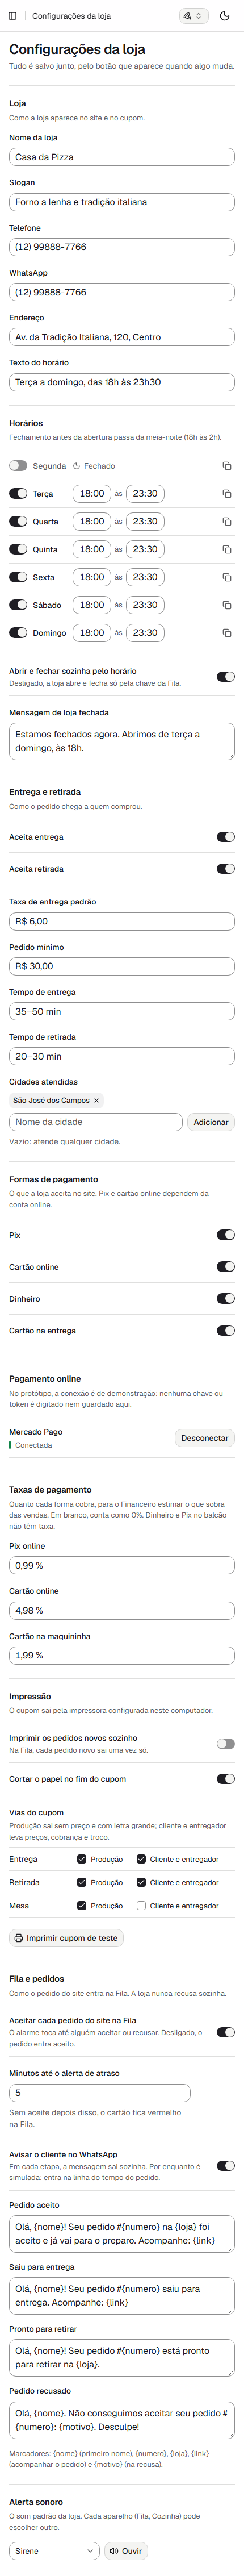 Configurações da loja
Configurações da loja
Tudo é salvo junto, pelo botão que aparece quando algo muda.
Loja
Como a loja aparece no site e no cupom.
Nome da loja
Casa da Pizza
Slogan
Forno a lenha e tradição italiana
Telefone
(12) 99888-7766
WhatsApp
(12) 99888-7766
Endereço
Av. da Tradição Italiana, 120, Centro
Texto do horário
Terça a domingo, das 18h às 23h30
Horários
Fechamento antes da abertura passa da meia-noite (18h às 2h).
Segunda Fechado
Terça 18:00 às 23:30
Quarta 18:00 às 23:30
Quinta 18:00 às 23:30
Sexta 18:00 às 23:30
Sábado 18:00 às 23:30
Domingo 18:00 às 23:30
Abrir e fechar sozinha pelo horário
Desligado, a loja abre e fecha só pela chave da Fila.
Mensagem de loja fechada
Estamos fechados agora. Abrimos de terça a
domingo, às 18h.
Entrega e retirada
Como o pedido chega a quem comprou.
Aceita entrega
Aceita retirada
Taxa de entrega padrão
R$ 6,00
Pedido mínimo
R$ 30,00
Tempo de entrega
35–50 min
Tempo de retirada
20–30 min
Cidades atendidas
São José dos Campos ×
Nome da cidade Adicionar
Vazio: atende qualquer cidade.
Formas de pagamento
O que a loja aceita no site. Pix e cartão online dependem da
conta online.
Pix
Cartão online
Dinheiro
Cartão na entrega
Pagamento online
No protótipo, a conexão é de demonstração: nenhuma chave ou
token é digitado nem guardado aqui.
Mercado Pago
Conectada
Desconectar
Taxas de pagamento
Quanto cada forma cobra, para o Financeiro estimar o que sobra
das vendas. Em branco, conta como 0%. Dinheiro e Pix no balcão
não têm taxa.
Pix online
0,99 %
Cartão online
4,98 %
Cartão na maquininha
1,99 %
Impressão
O cupom sai pela impressora configurada neste computador.
Imprimir os pedidos novos sozinho
Na Fila, cada pedido novo sai uma vez só.
Cortar o papel no fim do cupom
Vias do cupom
Produção sai sem preço e com letra grande; cliente e entregador
leva preços, cobrança e troco.
Entrega Produção Cliente e entregador
Retirada Produção Cliente e entregador
Mesa Produção Cliente e entregador
Imprimir cupom de teste
Fila e pedidos
Como o pedido do site entra na Fila. A loja nunca recusa sozinha.
Aceitar cada pedido do site na Fila
O alarme toca até alguém aceitar ou recusar. Desligado, o
pedido entra aceito.
Minutos até o alerta de atraso
5
Sem aceite depois disso, o cartão fica vermelho
na Fila.
Avisar o cliente no WhatsApp
Em cada etapa, a mensagem sai sozinha. Por enquanto é
simulada: entra na linha do tempo do pedido.
Pedido aceito
Olá, {nome}! Seu pedido #{numero} na {loja} foi
aceito e já vai para o preparo. Acompanhe: {link}
Saiu para entrega
Olá, {nome}! Seu pedido #{numero} saiu para
entrega. Acompanhe: {link}
Pronto para retirar
Olá, {nome}! Seu pedido #{numero} está pronto
para retirar na {loja}.
Pedido recusado
Olá, {nome}. Não conseguimos aceitar seu pedido #
{numero}: {motivo}. Desculpe!
Marcadores: {nome} (primeiro nome), {numero}, {loja}, {link}
(acompanhar o pedido) e {motivo} (na recusa).
Alerta sonoro
O som padrão da loja. Cada aparelho (Fila, Cozinha) pode
escolher outro.
Sirene Ouvir